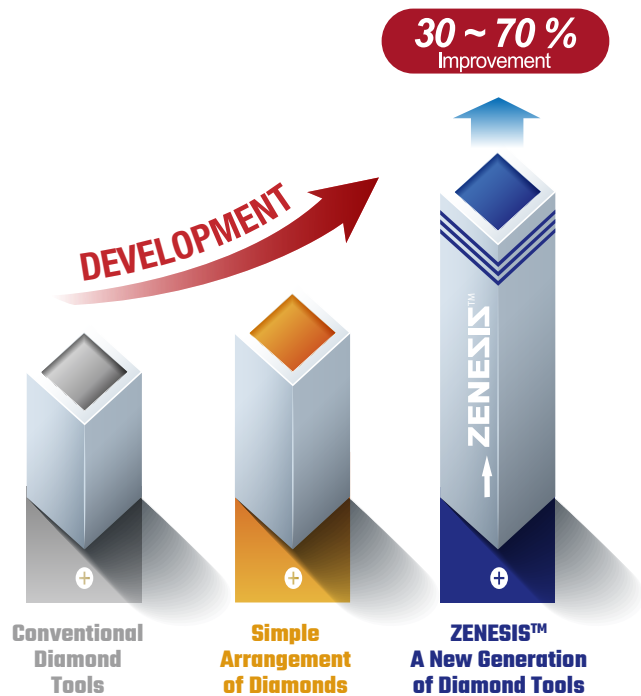 30 ~ 70 %
Improvement
DEVELOPMENT
ZENESIS™
Conventional
Diamond
Tools
Simple
Arrangement
of Diamonds
ZENESIS™
A New Generation
of Diamond Tools